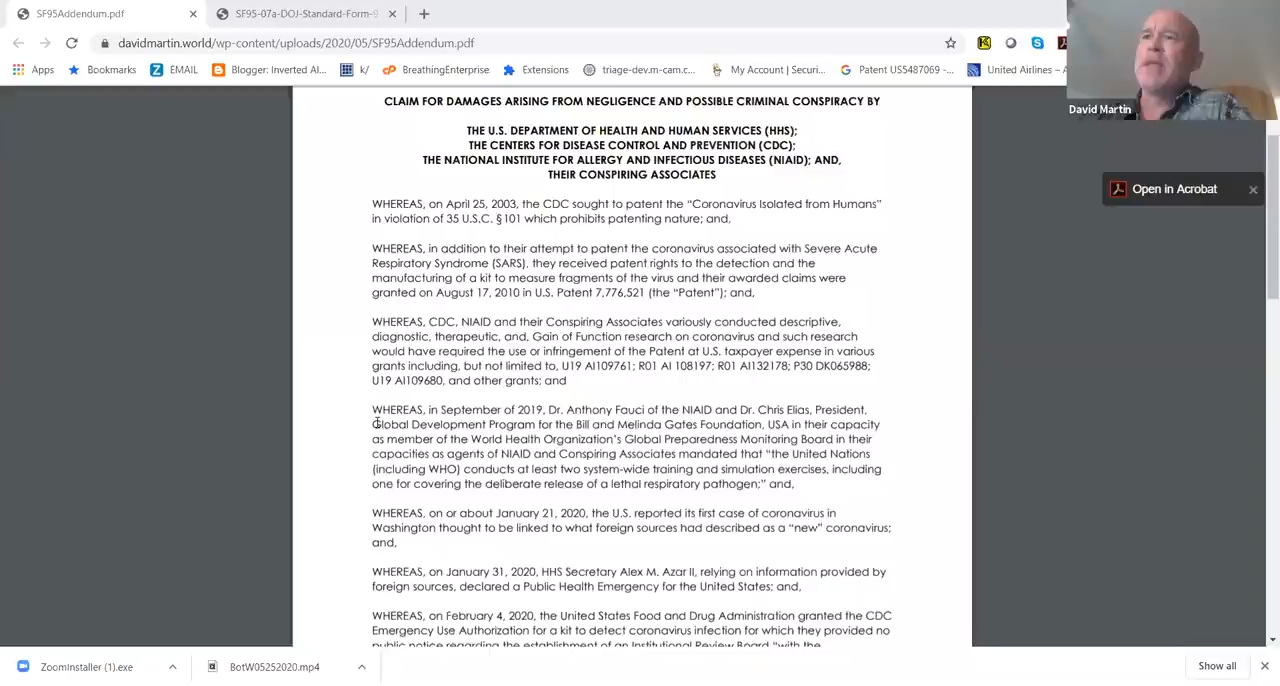 SF95Addendum.pdf
SF95-07a-DOJ-Standard-Form-9
davidmartin.world/wp-content/uploads/2020/05/SF95Addendum.pdf
Apps
Bookmarks
EMAIL
Blogger: Inverted Al...
k/
BreathingEnterprise
Extensions
triage-dev.m-cam.c...
My Account | Securi...
Patent US5487069 -...
United Airlines – A
David Martin
Open in Acrobat
CLAIM FOR DAMAGES ARISING FROM NEGLIGENCE AND POSSIBLE CRIMINAL CONSPIRACY BY
THE U.S. DEPARTMENT OF HEALTH AND HUMAN SERVICES (HHS);
THE CENTERS FOR DISEASE CONTROL AND PREVENTION (CDC);
THE NATIONAL INSTITUTE FOR ALLERGY AND INFECTIOUS DISEASES (NIAID); AND,
THEIR CONSPIRING ASSOCIATES
WHEREAS, on April 25, 2003, the CDC sought to patent the “Coronavirus Isolated from Humans”
in violation of 35 U.S.C. § 101 which prohibits patenting nature; and,
WHEREAS, in addition to their attempt to patent the coronavirus associated with Severe Acute
Respiratory Syndrome (SARS), they received patent rights to the detection and the
manufacturing of a kit to measure fragments of the virus and their awarded claims were
granted on August 17, 2010 in U.S. Patent 7,776,521 (the “Patent”); and,
WHEREAS, CDC, NIAID and their Conspiring Associates variously conducted descriptive,
diagnostic, therapeutic, and, Gain of Function research on coronavirus and such research
would have required the use or infringement of the Patent at U.S. taxpayer expense in various
grants including, but not limited to, U19 AI109761; R01 AI 108197; R01 AI132178; P30 DK065988;
U19 AI109680, and other grants; and
WHEREAS, in September of 2019, Dr. Anthony Fauci of the NIAID and Dr. Chris Elias, President,
Global Development Program for the Bill and Melinda Gates Foundation, USA in their capacity
as member of the World Health Organization’s Global Preparedness Monitoring Board in their
capacities as agents of NIAID and Conspiring Associates mandated that “the United Nations
(including WHO) conducts at least two system-wide training and simulation exercises, including
one for covering the deliberate release of a lethal respiratory pathogen;” and,
WHEREAS, on or about January 21, 2020, the U.S. reported its first case of coronavirus in
Washington thought to be linked to what foreign sources had described as a “new” coronavirus;
and,
WHEREAS, on January 31, 2020, HHS Secretary Alex M. Azar II, relying on information provided by
foreign sources, declared a Public Health Emergency for the United States; and,
WHEREAS, on February 4, 2020, the United States Food and Drug Administration granted the CDC
Emergency Use Authorization for a kit to detect coronavirus infection for which they provided no
public notice regarding the establishment of an Institutional Review Board “with the
ZoomInstaller (1).exe
BotW05252020.mp4
Show all